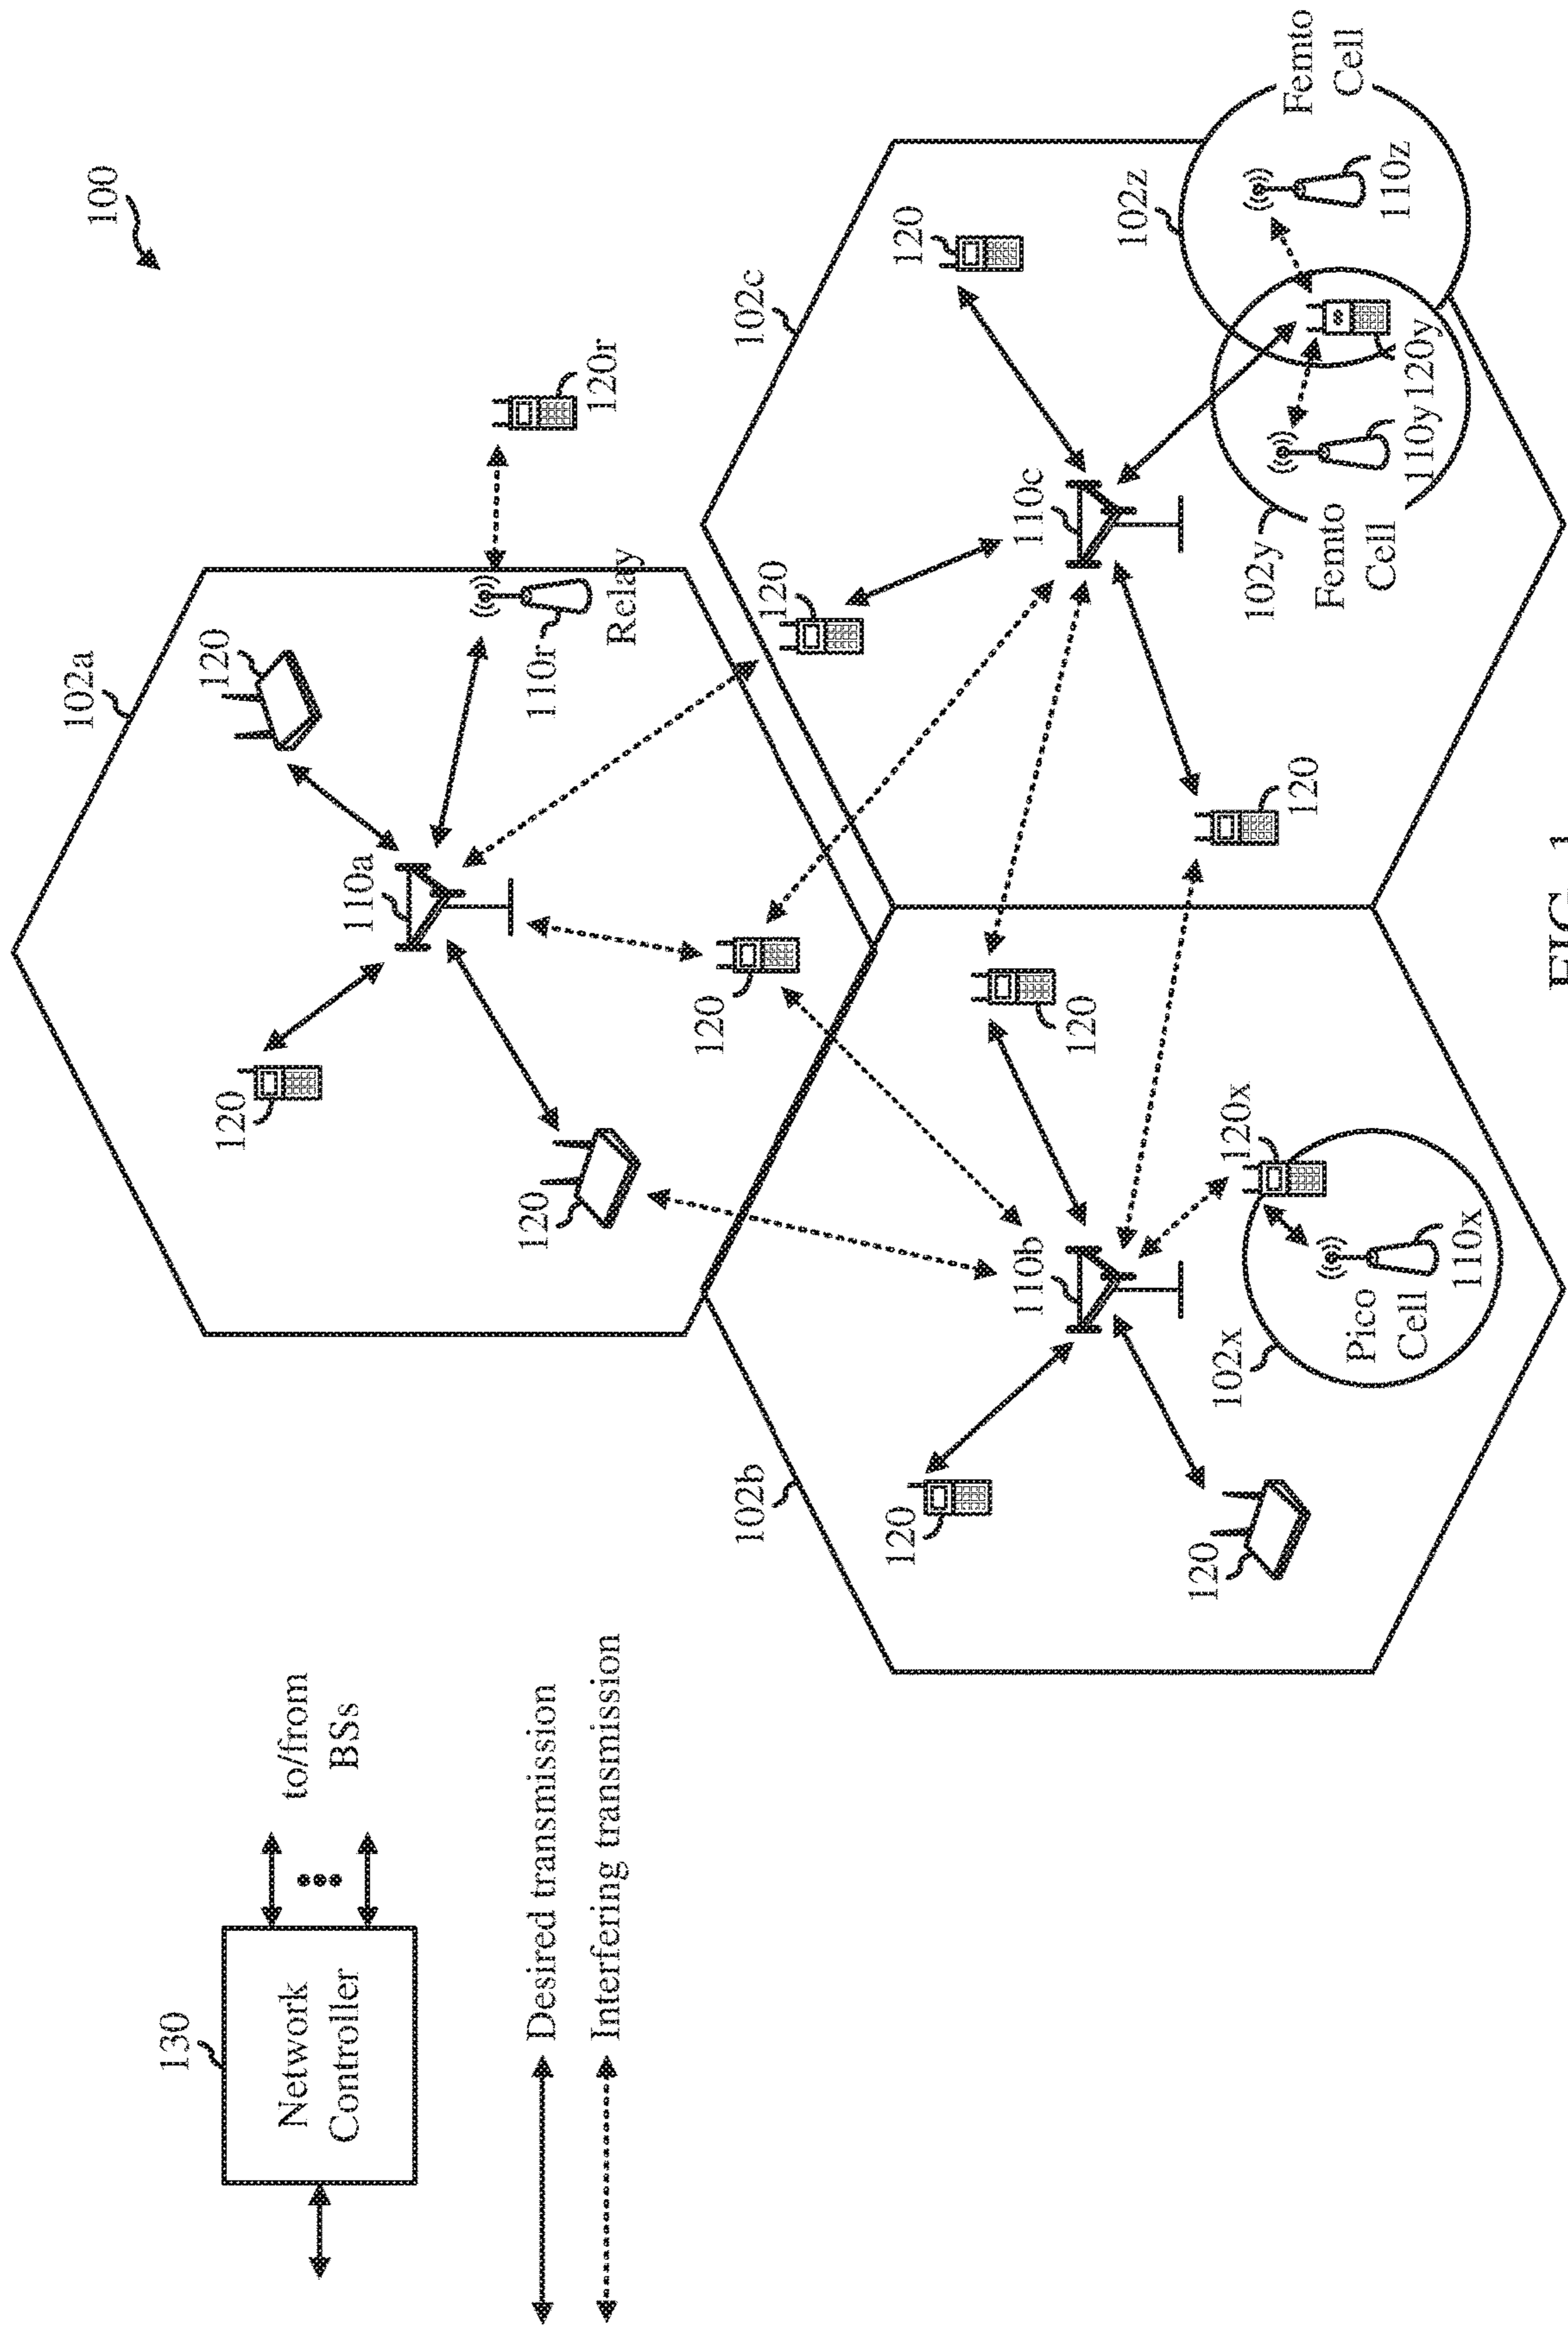 100
130
Network
Controller
to/from
BSs
Desired transmission
Interfering transmission
102a
120
120
110a
120
120
110r
Relay
120r
102b
120
120
110b
120
102x
Pico
Cell
110x
120x
102c
120
120
110c
120
102y
Femto
Cell
110y
120y
102z
110z
Femto
Cell